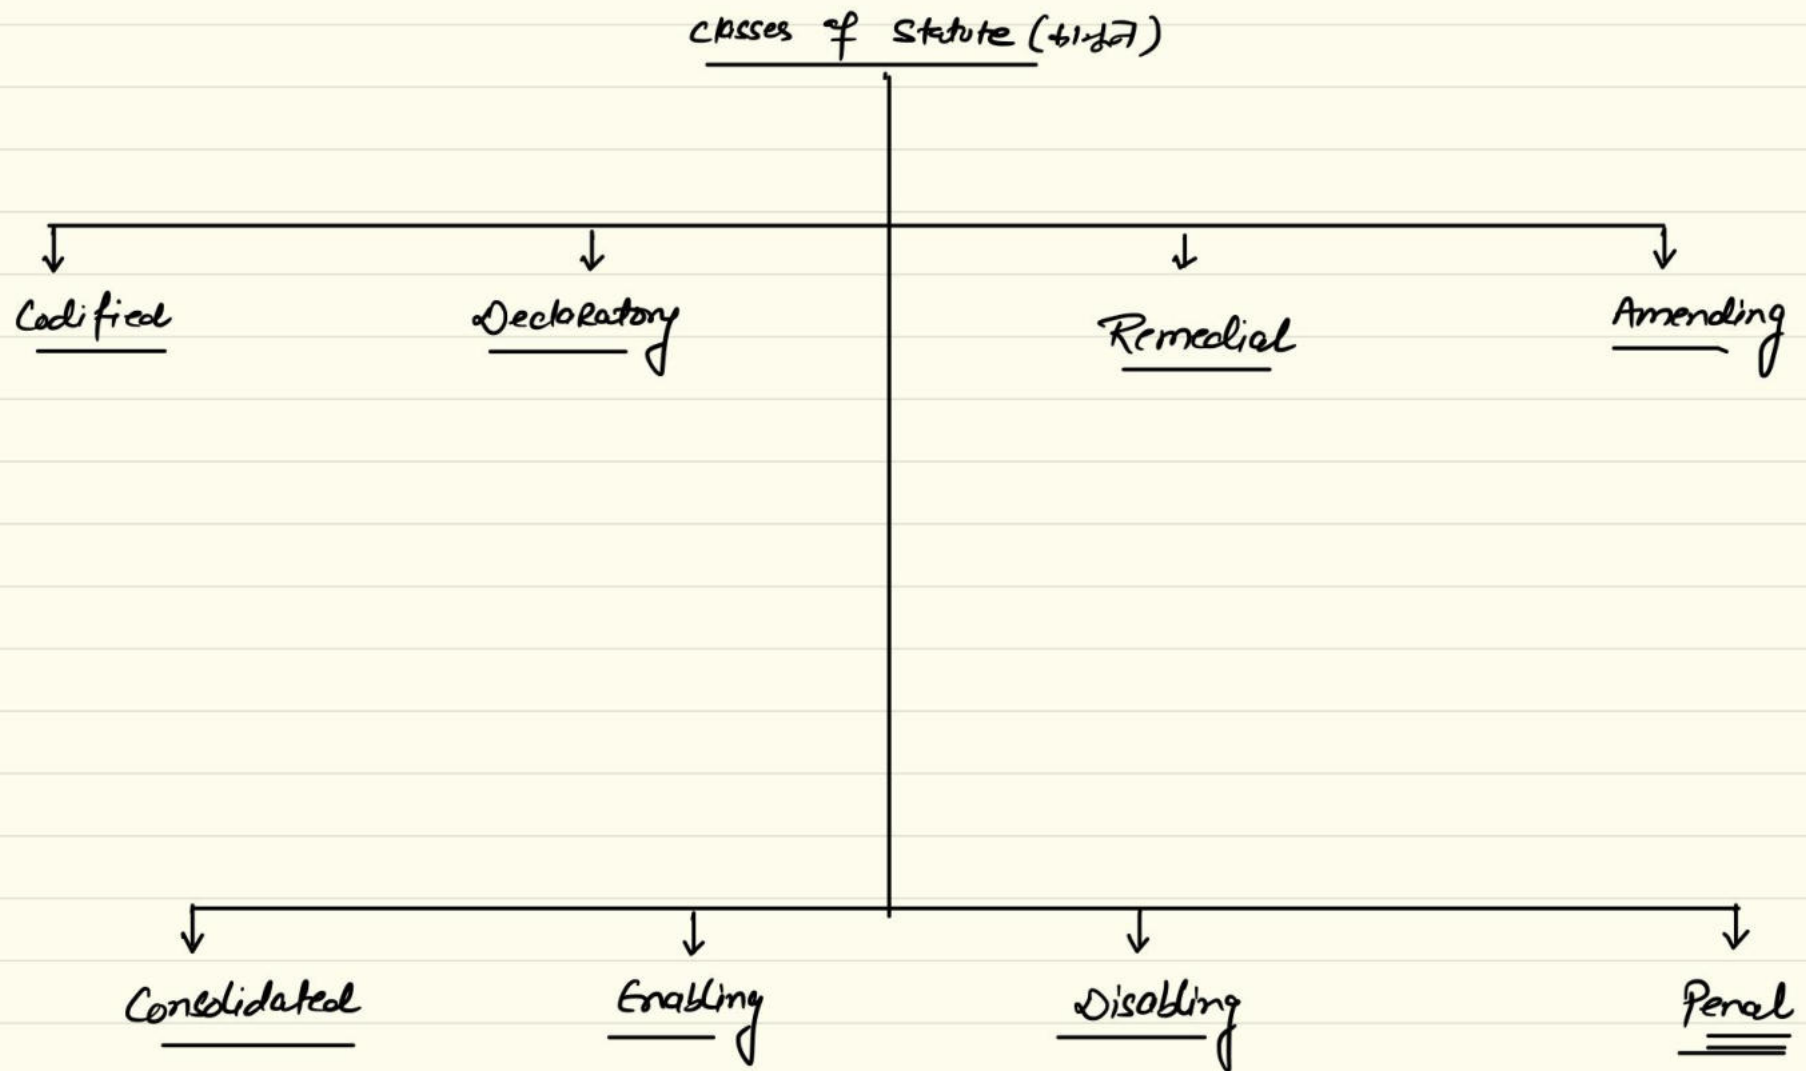 Classes of Statute (कानून)
Codified
Declaratory
Remedial
Amending
Consolidated
Enabling
Disabling
Penal